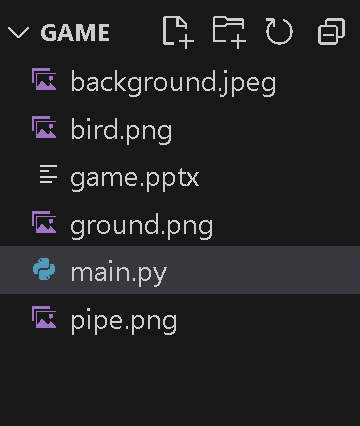 GAME
background.jpeg
bird.png
game.pptx
ground.png
main.py
pipe.png